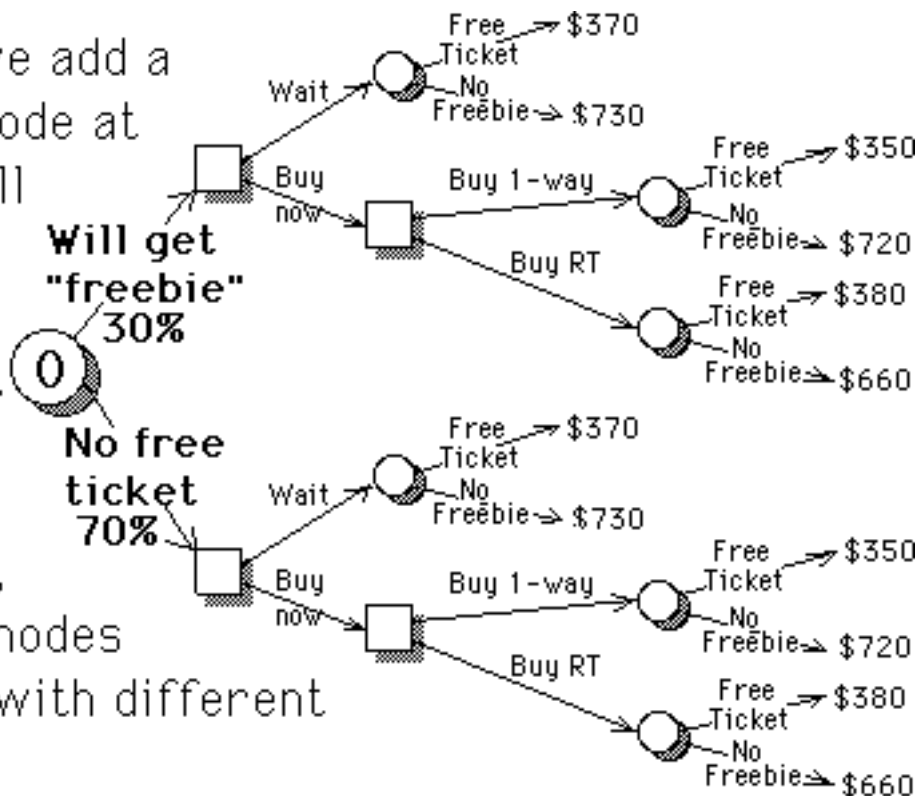 ve add a
ode at
ll
Will get
"freebie"
30%
0
No free
ticket
70%
nodes
with different
Wait
Free
Ticket
$370
No
Freebie
$730
Buy
now
Buy 1-way
Free
Ticket
$350
No
Freebie
$720
Buy RT
Free
Ticket
$380
No
Freebie
$660
Wait
Free
Ticket
$370
No
Freebie
$730
Buy
now
Buy 1-way
Free
Ticket
$350
No
Freebie
$720
Buy RT
Free
Ticket
$380
No
Freebie
$660